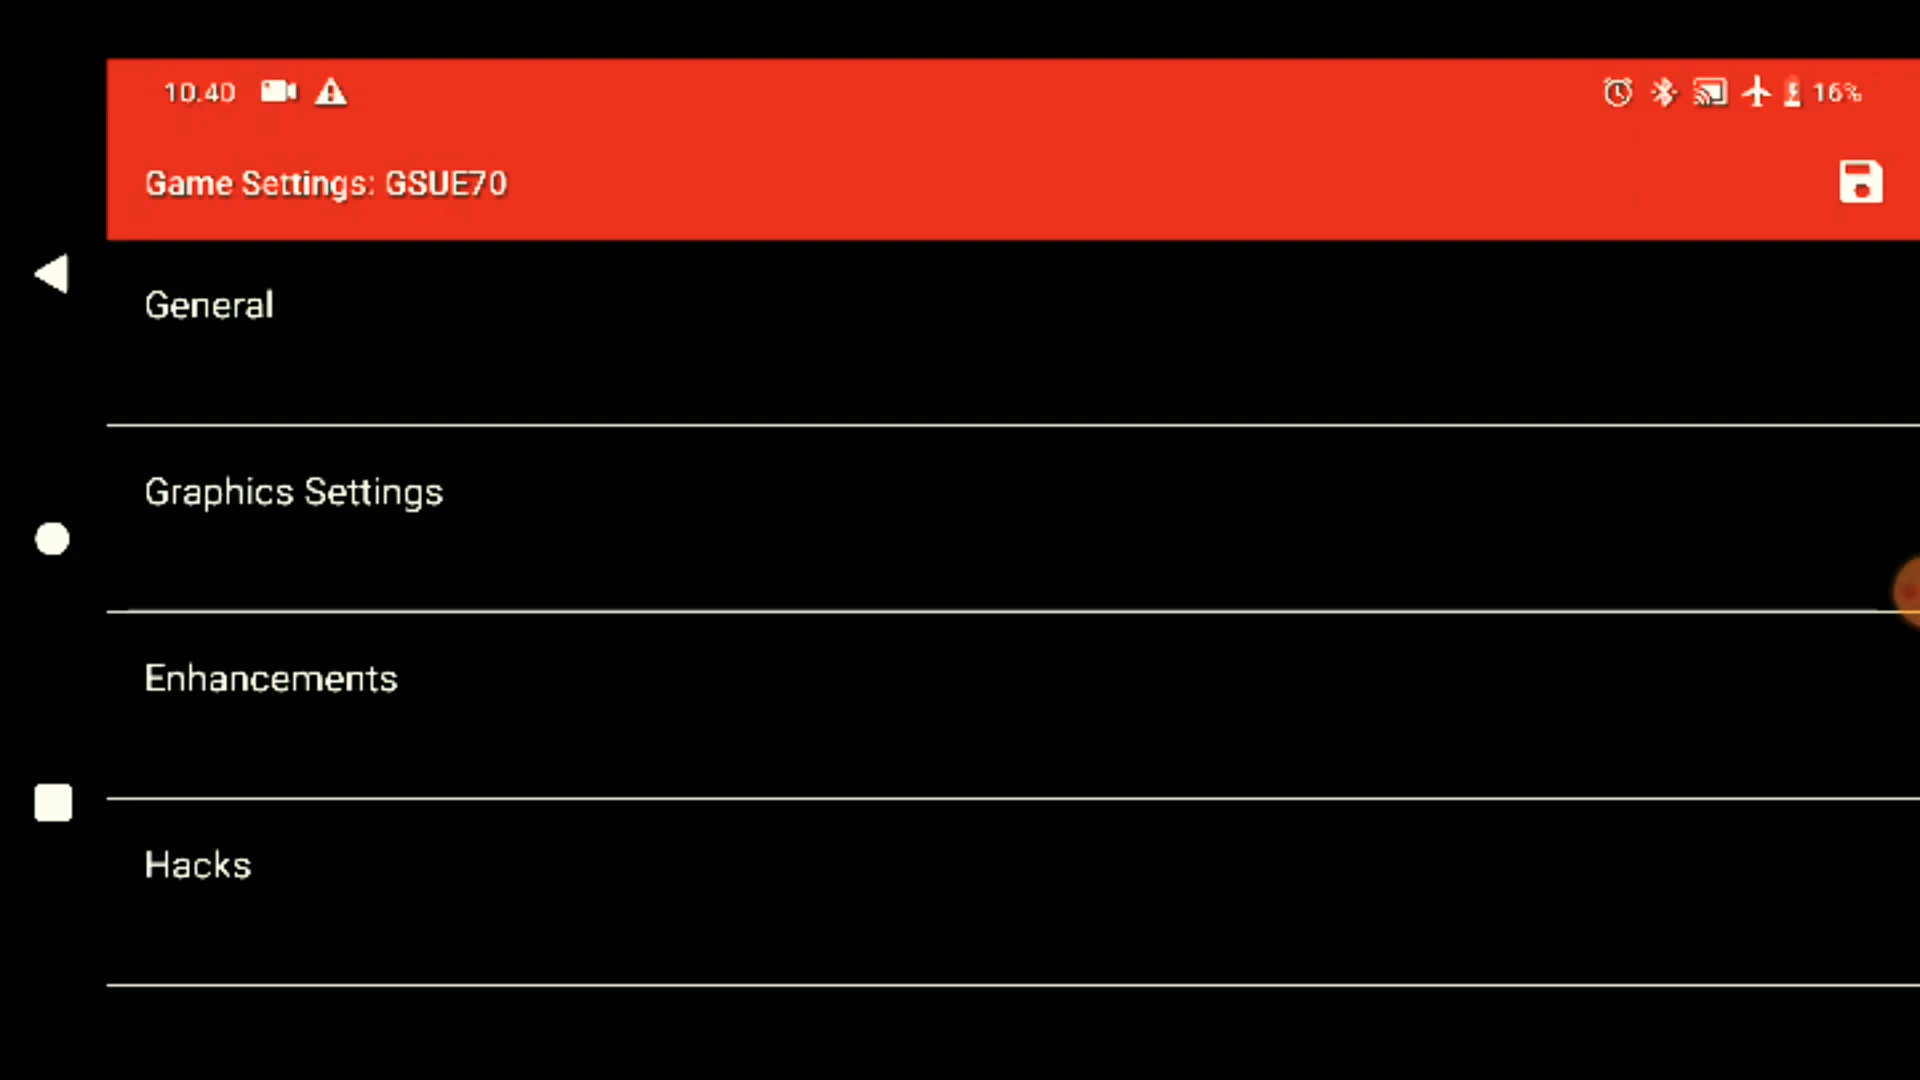 10.40
16%
Game Settings: GSUE70
General
Graphics Settings
Enhancements
Hacks